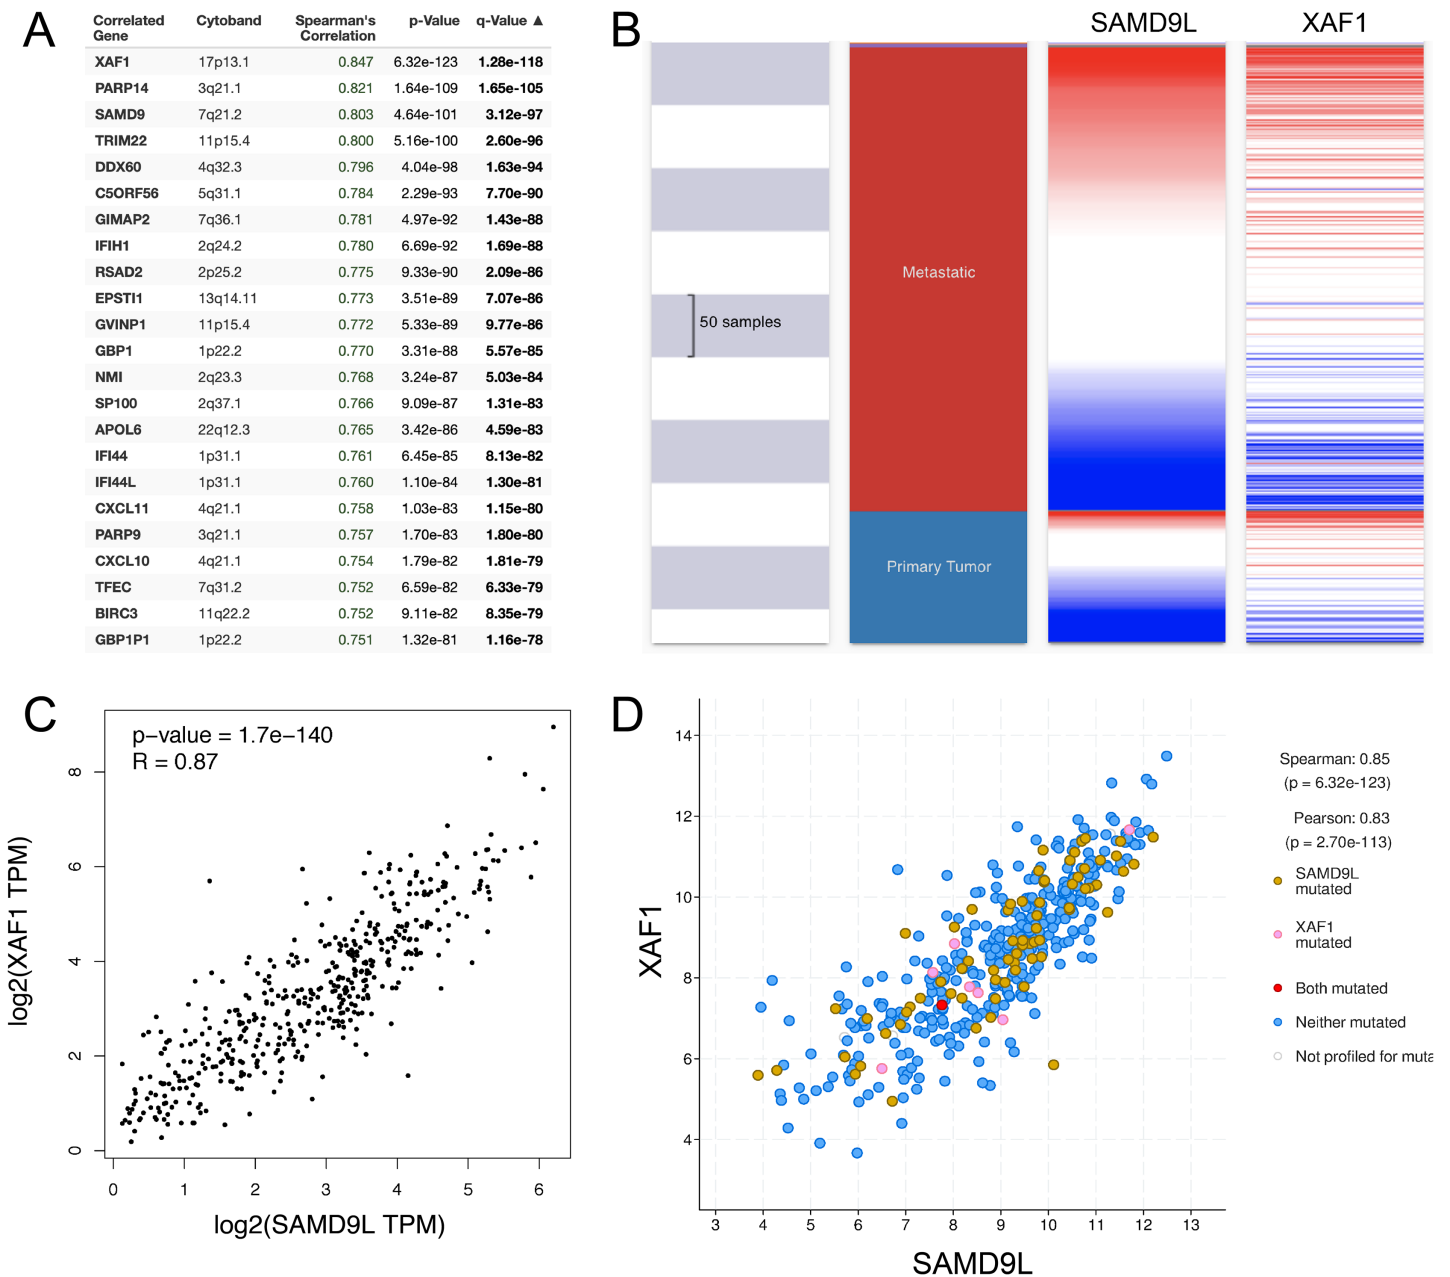 A
Correlated Gene Cytoband Spearman's Correlation p-Value q-Value ▲
XAF1 17p13.1 0.847 6.32e-123 1.28e-118
PARP14 3q21.1 0.821 1.64e-109 1.65e-105
SAMD9 7q21.2 0.803 4.64e-101 3.12e-97
TRIM22 11p15.4 0.800 5.16e-100 2.60e-96
DDX60 4q32.3 0.796 4.04e-98 1.63e-94
C5ORF56 5q31.1 0.784 2.29e-93 7.70e-90
GIMAP2 7q36.1 0.781 4.97e-92 1.43e-88
IFIH1 2q24.2 0.780 6.69e-92 1.69e-88
RSAD2 2p25.2 0.775 9.33e-90 2.09e-86
EPSTI1 13q14.11 0.773 3.51e-89 7.07e-86
GVINP1 11p15.4 0.772 5.33e-89 9.77e-86
GBP1 1p22.2 0.770 3.31e-88 5.57e-85
NMI 2q23.3 0.768 3.24e-87 5.03e-84
SP100 2q37.1 0.766 9.09e-87 1.31e-83
APOL6 22q12.3 0.765 3.42e-86 4.59e-83
IFI44 1p31.1 0.761 6.45e-85 8.13e-82
IFI44L 1p31.1 0.760 1.10e-84 1.30e-81
CXCL11 4q21.1 0.758 1.03e-83 1.15e-80
PARP9 3q21.1 0.757 1.70e-83 1.80e-80
CXCL10 4q21.1 0.754 1.79e-82 1.81e-79
TFEC 7q31.2 0.752 6.59e-82 6.33e-79
BIRC3 11q22.2 0.752 9.11e-82 8.35e-79
GBP1P1 1p22.2 0.751 1.32e-81 1.16e-78
B
SAMD9L XAF1
Metastatic
50 samples
Primary Tumor
C
p-value = 1.7e-140
R = 0.87
log2(XAF1 TPM)
8
6
4
2
0
0 1 2 3 4 5 6
log2(SAMD9L TPM)
D
XAF1
14
12
10
8
6
4
3 4 5 6 7 8 9 10 11 12 13
SAMD9L
Spearman: 0.85
(p = 6.32e-123)
Pearson: 0.83
(p = 2.70e-113)
SAMD9L
mutated
XAF1
mutated
Both mutated
Neither mutated
Not profiled for muta